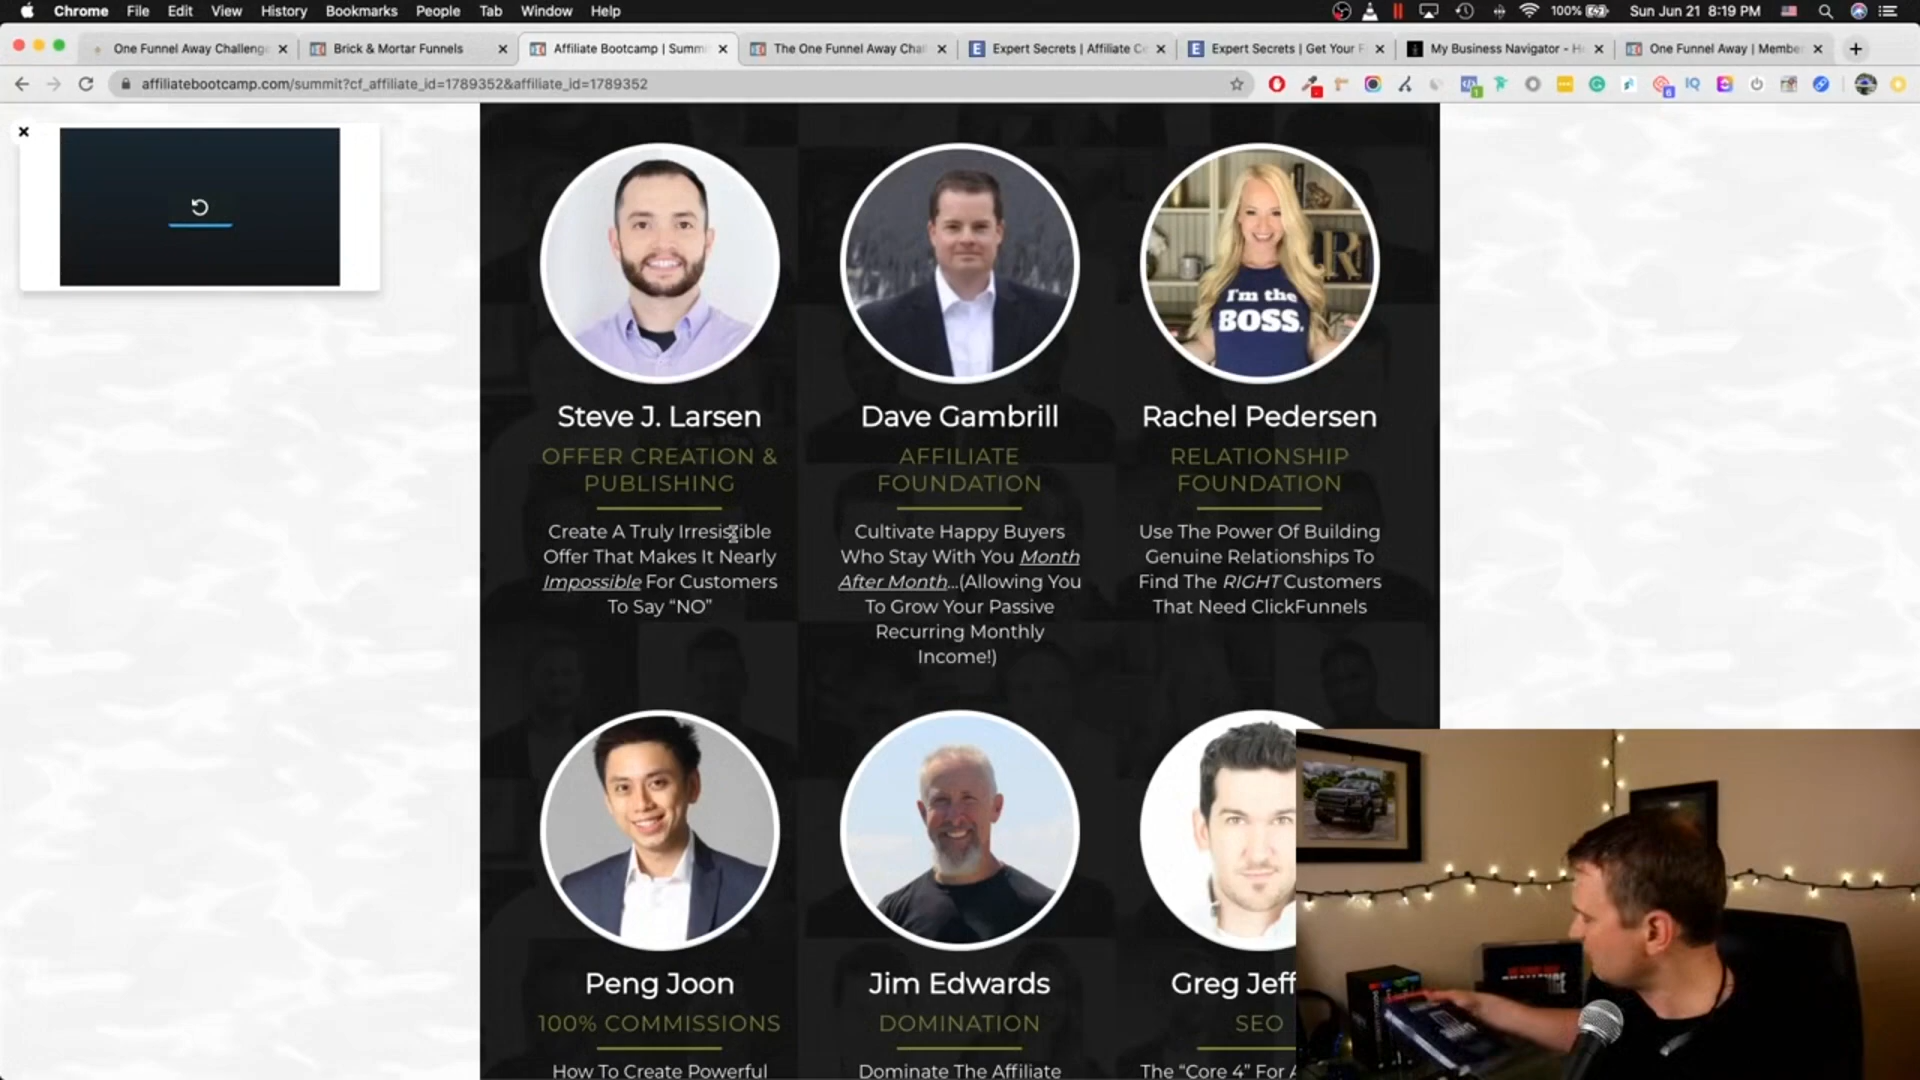 Chrome File Edit View History Bookmarks People Tab Window Help 100% Sun Jun 21 8:19 PM
One Funnel Away Challeng
Brick & Mortar Funnels
Affiliate Bootcamp | Summ
The One Funnel Away Chal
Expert Secrets | Affiliate Ce
Expert Secrets | Get Your F
My Business Navigator - H
One Funnel Away | Membe
affiliatebootcamp.com/summit?cf_affiliate_id=1789352&affiliate_id=1789352
I'm the
BOSS.
Steve J. Larsen
OFFER CREATION &
PUBLISHING
Create A Truly Irresistible
Offer That Makes It Nearly
Impossible For Customers
To Say “NO”
Dave Gambrill
AFFILIATE
FOUNDATION
Cultivate Happy Buyers
Who Stay With You Month
After Month...(Allowing You
To Grow Your Passive
Recurring Monthly
Income!)
Rachel Pedersen
RELATIONSHIP
FOUNDATION
Use The Power Of Building
Genuine Relationships To
Find The RIGHT Customers
That Need ClickFunnels
Peng Joon
100% COMMISSIONS
How To Create Powerful
Jim Edwards
DOMINATION
Dominate The Affiliate
Greg Jeff
SEO
The “Core 4” For A